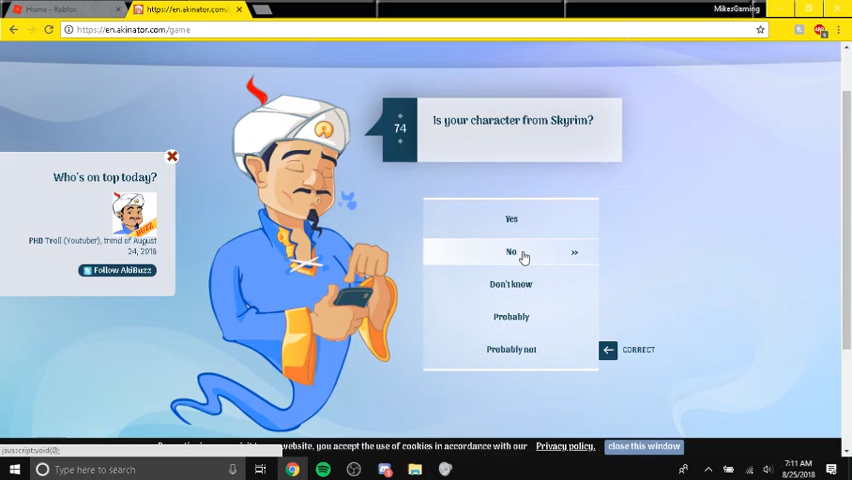 Home - Roblox
https://en.akinator.com/
MikesGaming
https://en.akinator.com/game
74
Is your character from Skyrim?
Who's on top today?
BUZZ
PHB Troll (Youtuber), trend of August
24, 2018
Follow AkiBuzz
Yes
No
Don't know
Probably
Probably not
CORRECT
website, you accept the use of cookies in accordance with our Privacy policy. close this window
javascript:void(0);
Type here to search
7:11 AM
8/25/2018